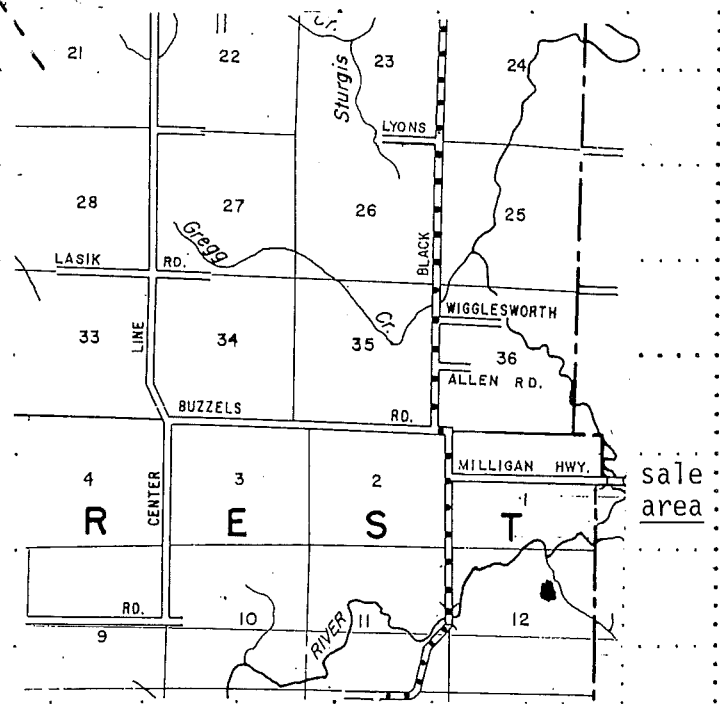 Cr.
21 22 23 24
Sturgis
LYONS
28 27 26 25
Gregg
BLACK
LASIK RD.
WIGGLESWORTH
Cr.
33 LINE 34 35 36
ALLEN RD.
BUZZELS RD.
MILLIGAN HWY.
sale
area
4 CENTER 3 2 1
R E S T
RD. 10 RIVER 11 12
9